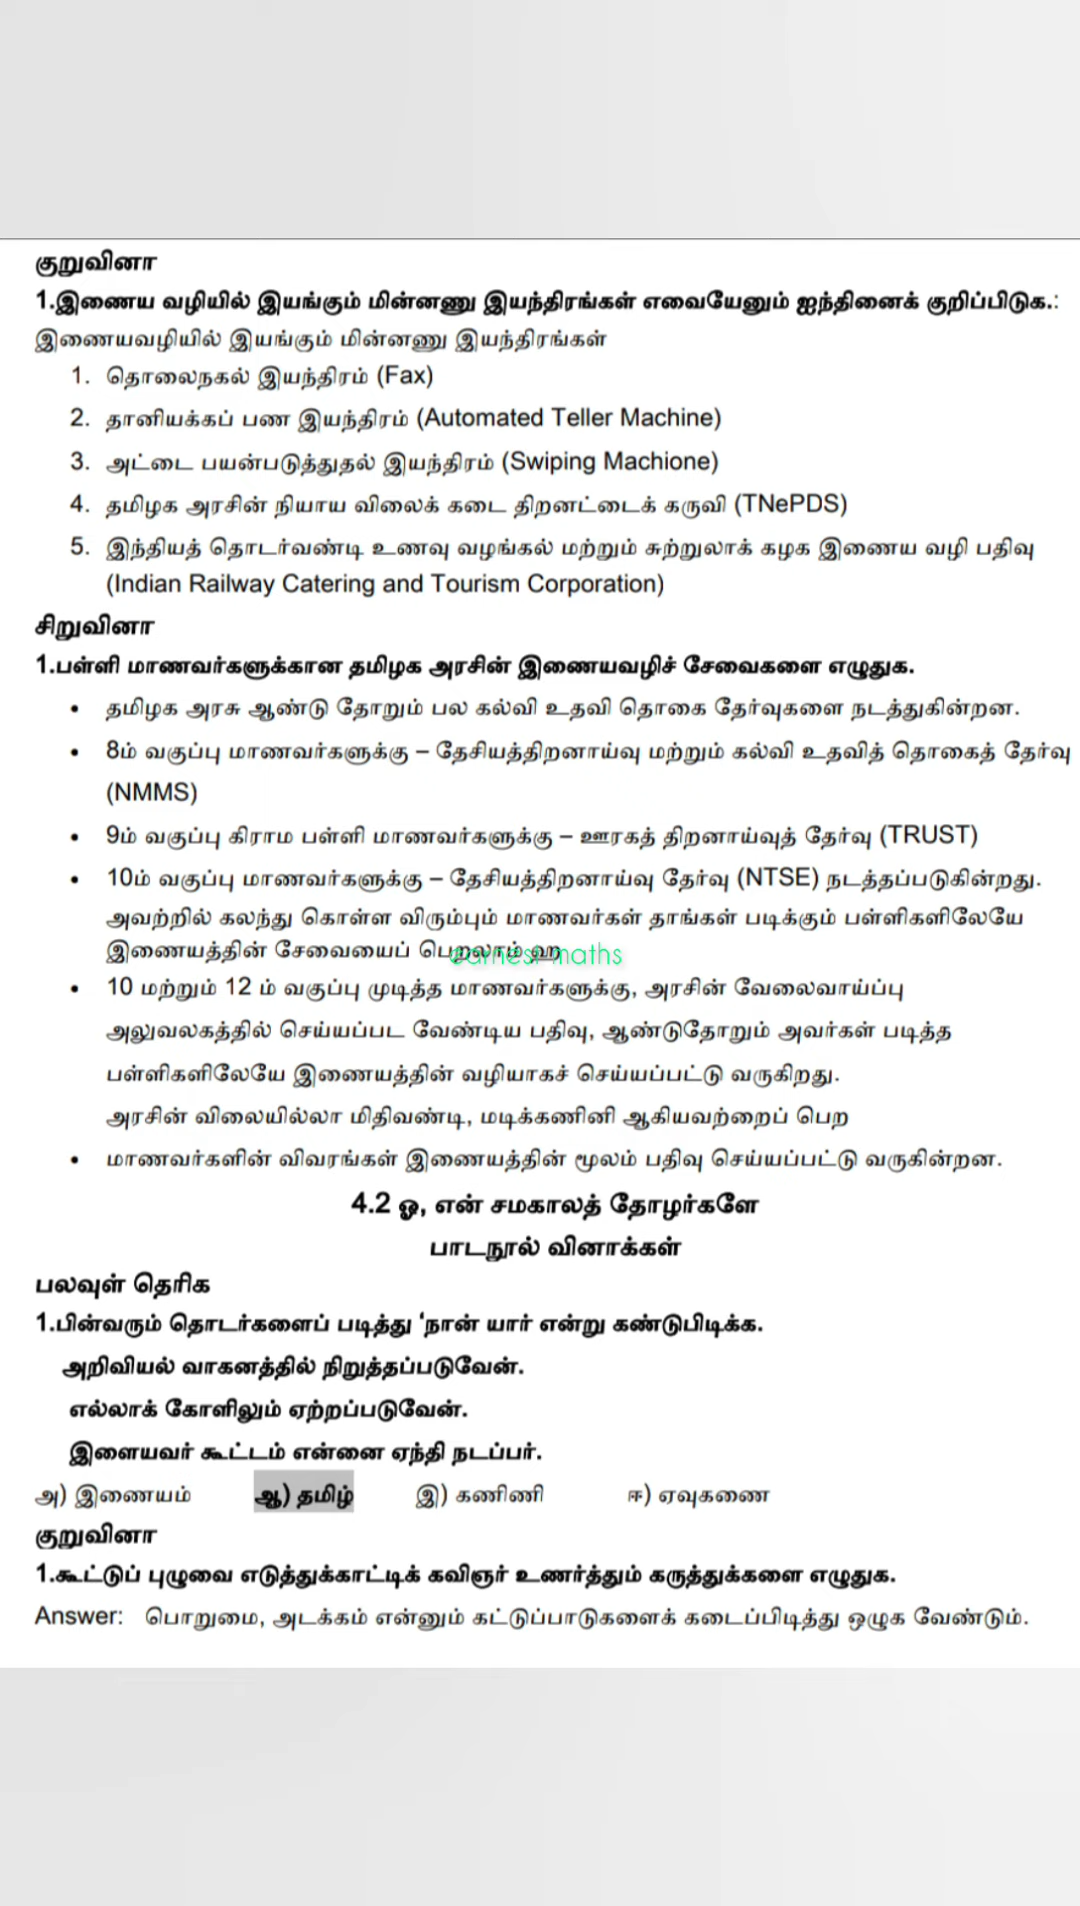 குறுவினா
1.இணைய வழியில் இயங்கும் மின்னணு இயந்திரங்கள் எவையேனும் ஐந்தினைக் குறிப்பிடுக.:
இணையவழியில் இயங்கும் மின்னணு இயந்திரங்கள்
1. தொலைநகல் இயந்திரம் (Fax)
2. தானியக்கப் பண இயந்திரம் (Automated Teller Machine)
3. அட்டை பயன்படுத்துதல் இயந்திரம் (Swiping Machione)
4. தமிழக அரசின் நியாய விலைக் கடை திறனட்டைக் கருவி (TNePDS)
5. இந்தியத் தொடர்வண்டி உணவு வழங்கல் மற்றும் சுற்றுலாக் கழக இணைய வழி பதிவு
(Indian Railway Catering and Tourism Corporation)
சிறுவினா
1.பள்ளி மாணவர்களுக்கான தமிழக அரசின் இணையவழிச் சேவைகளை எழுதுக.
• தமிழக அரசு ஆண்டு தோறும் பல கல்வி உதவி தொகை தேர்வுகளை நடத்துகின்றன.
• 8ம் வகுப்பு மாணவர்களுக்கு – தேசியத்திறனாய்வு மற்றும் கல்வி உதவித் தொகைத் தேர்வு
(NMMS)
• 9ம் வகுப்பு கிராம பள்ளி மாணவர்களுக்கு – ஊரகத் திறனாய்வுத் தேர்வு (TRUST)
• 10ம் வகுப்பு மாணவர்களுக்கு – தேசியத்திறனாய்வு தேர்வு (NTSE) நடத்தப்படுகின்றது.
அவற்றில் கலந்து கொள்ள விரும்பும் மாணவர்கள் தாங்கள் படிக்கும் பள்ளிகளிலேயே
இணையத்தின் சேவையைப் பெறலாம் ஹ
earnest maths
• 10 மற்றும் 12 ம் வகுப்பு முடித்த மாணவர்களுக்கு, அரசின் வேலைவாய்ப்பு
அலுவலகத்தில் செய்யப்பட வேண்டிய பதிவு, ஆண்டுதோறும் அவர்கள் படித்த
பள்ளிகளிலேயே இணையத்தின் வழியாகச் செய்யப்பட்டு வருகிறது.
அரசின் விலையில்லா மிதிவண்டி, மடிக்கணினி ஆகியவற்றைப் பெற
• மாணவர்களின் விவரங்கள் இணையத்தின் மூலம் பதிவு செய்யப்பட்டு வருகின்றன.
4.2 ஓ, என் சமகாலத் தோழர்களே
பாடநூல் வினாக்கள்
பலவுள் தெரிக
1.பின்வரும் தொடர்களைப் படித்து ‘நான் யார் என்று கண்டுபிடிக்க.
அறிவியல் வாகனத்தில் நிறுத்தப்படுவேன்.
எல்லாக் கோளிலும் ஏற்றப்படுவேன்.
இளையவர் கூட்டம் என்னை ஏந்தி நடப்பர்.
அ) இணையம் ஆ) தமிழ் இ) கணிணி ஈ) ஏவுகணை
குறுவினா
1.கூட்டுப் புழுவை எடுத்துக்காட்டிக் கவிஞர் உணர்த்தும் கருத்துக்களை எழுதுக.
Answer: பொறுமை, அடக்கம் என்னும் கட்டுப்பாடுகளைக் கடைப்பிடித்து ஒழுக வேண்டும்.